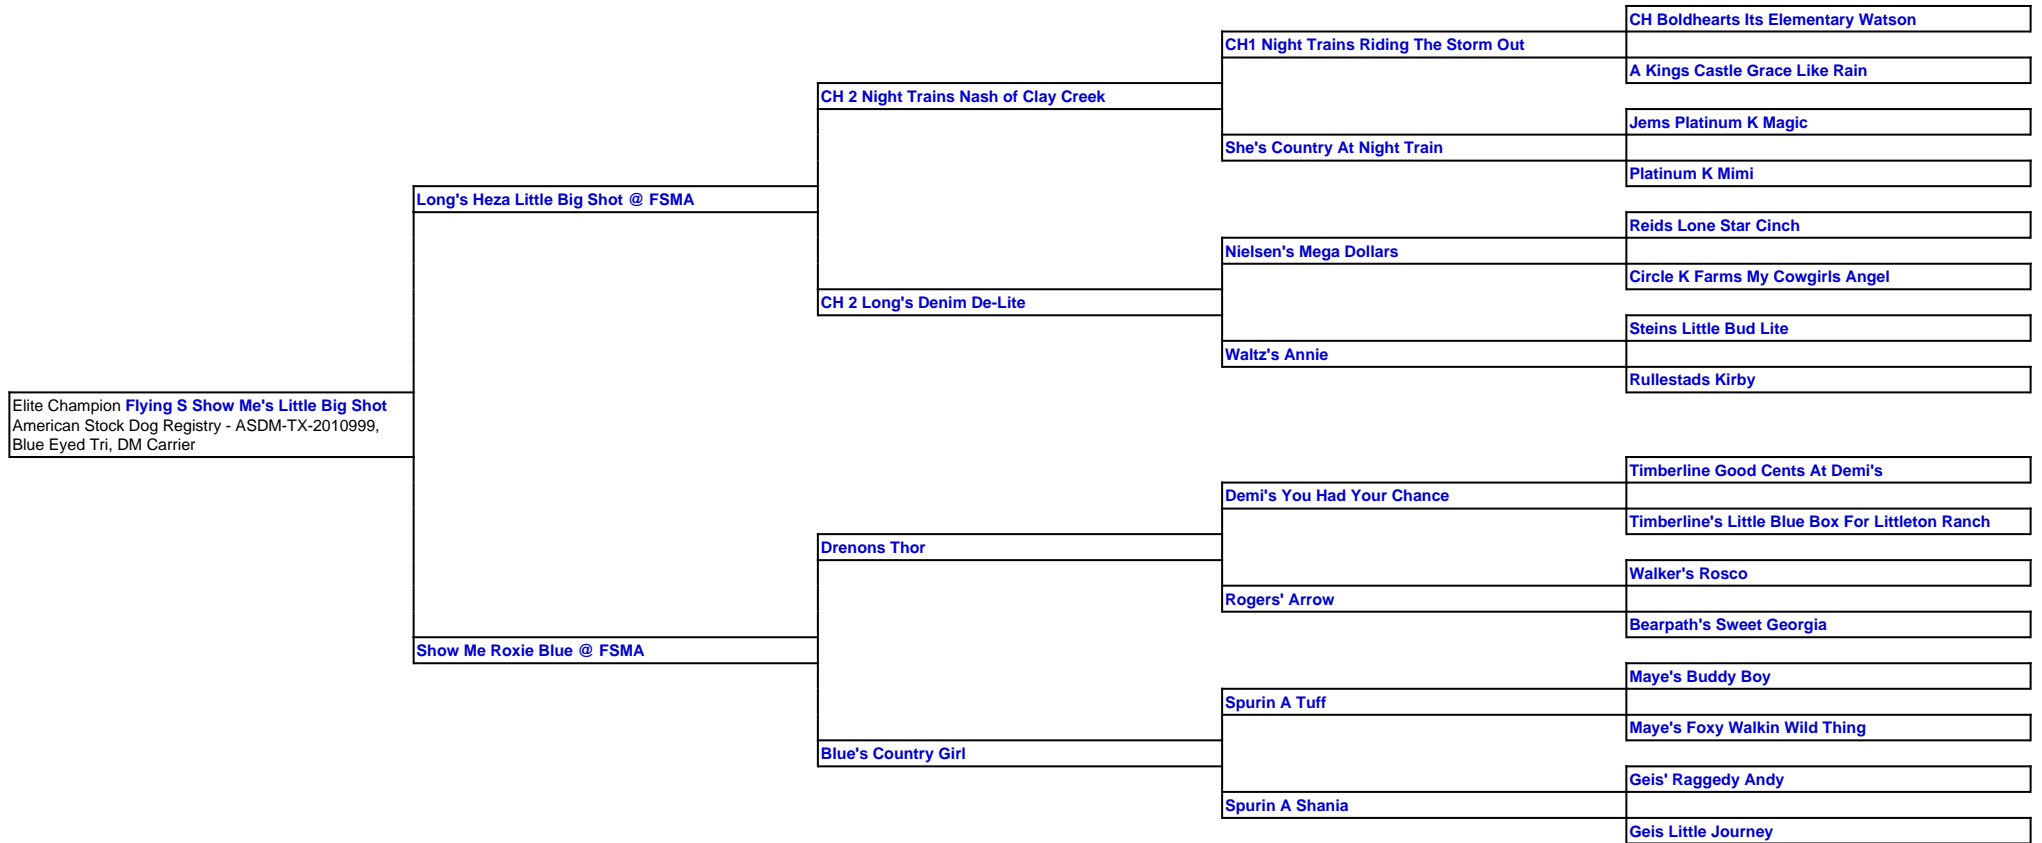 CH Boldhearts Its Elementary Watson
CH1 Night Trains Riding The Storm Out
A Kings Castle Grace Like Rain
CH 2 Night Trains Nash of Clay Creek
Jems Platinum K Magic
She's Country At Night Train
Platinum K Mimi
Long's Heza Little Big Shot @ FSMA
Reids Lone Star Cinch
Nielsen's Mega Dollars
Circle K Farms My Cowgirls Angel
CH 2 Long's Denim De-Lite
Steins Little Bud Lite
Waltz's Annie
Rullestads Kirby
Elite Champion Flying S Show Me's Little Big Shot
American Stock Dog Registry - ASDM-TX-2010999,
Blue Eyed Tri, DM Carrier
Timberline Good Cents At Demi's
Demi's You Had Your Chance
Timberline's Little Blue Box For Littleton Ranch
Drenons Thor
Walker's Rosco
Rogers' Arrow
Bearpath's Sweet Georgia
Show Me Roxie Blue @ FSMA
Maye's Buddy Boy
Spurin A Tuff
Maye's Foxy Walkin Wild Thing
Blue's Country Girl
Geis' Raggedy Andy
Spurin A Shania
Geis Little Journey